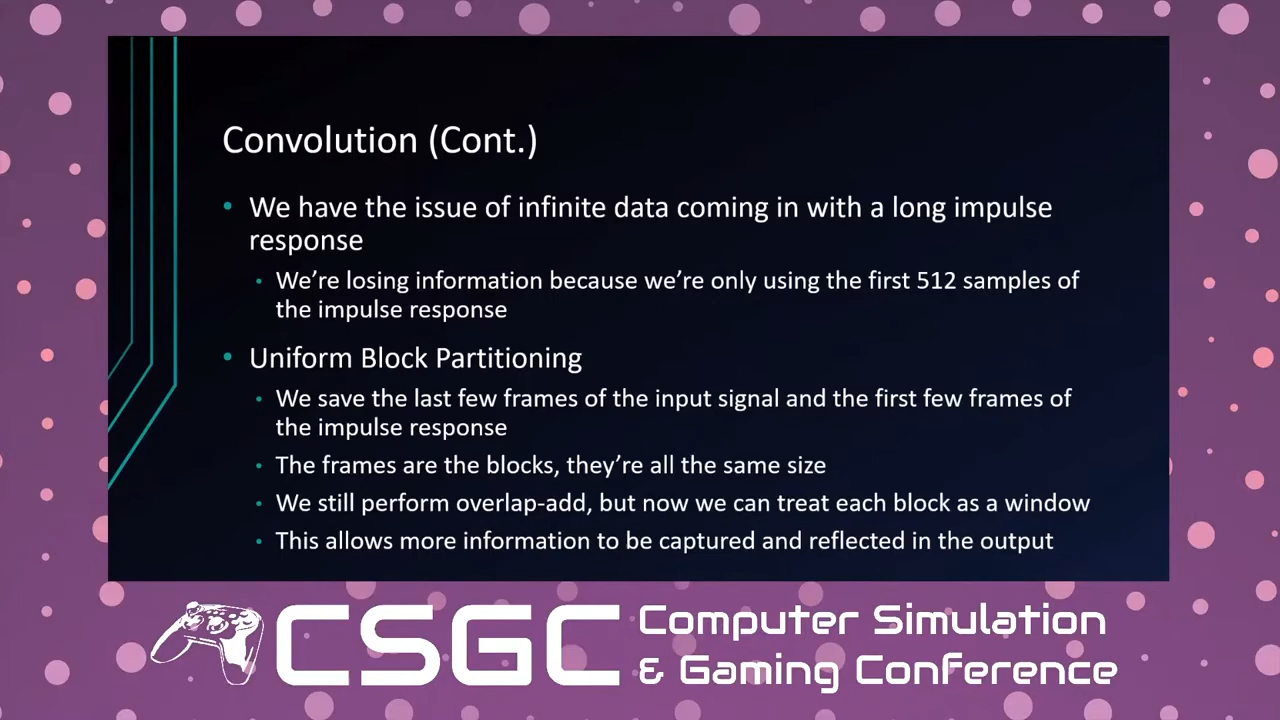 Convolution (Cont.)
We have the issue of infinite data coming in with a long impulse
response
We’re losing information because we’re only using the first 512 samples of
the impulse response
Uniform Block Partitioning
We save the last few frames of the input signal and the first few frames of
the impulse response
The frames are the blocks, they’re all the same size
We still perform overlap-add, but now we can treat each block as a window
This allows more information to be captured and reflected in the output
CSGC
Computer Simulation
& Gaming Conference